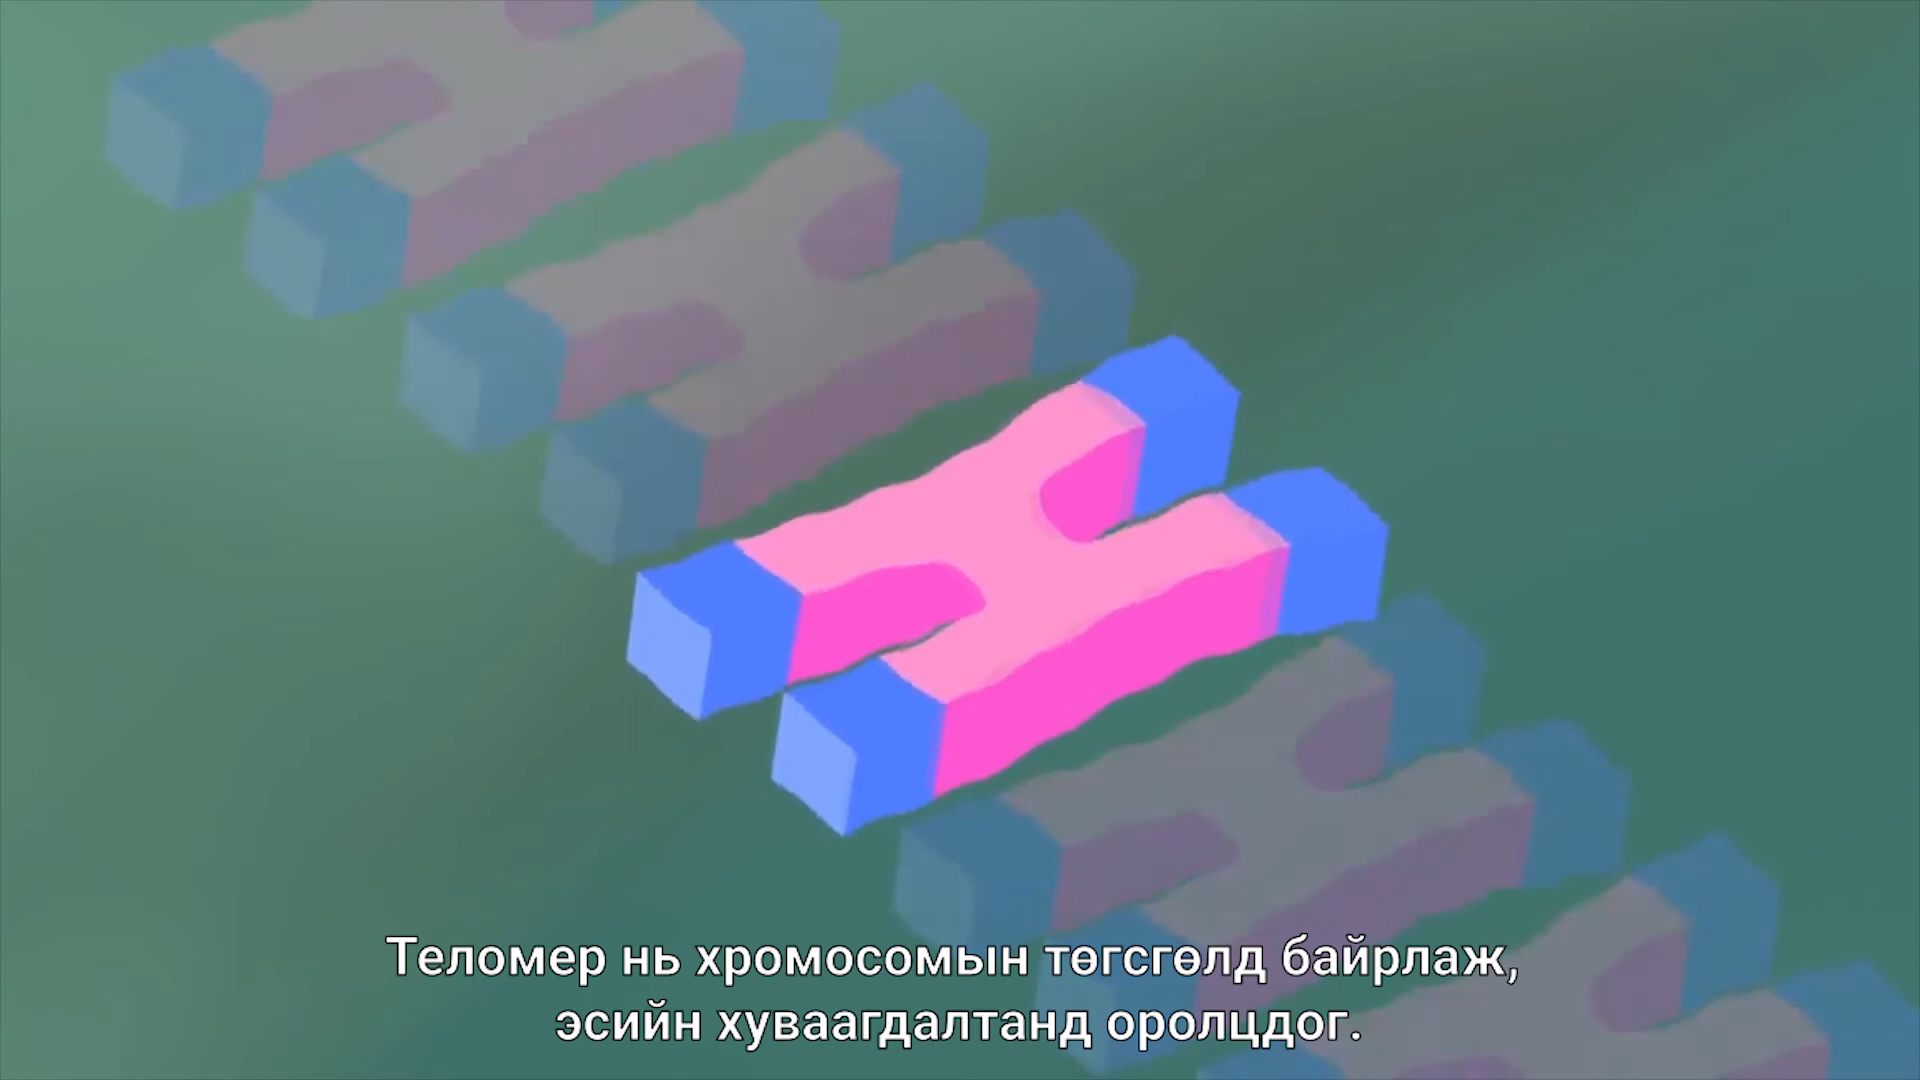 Теломер нь хромосомын төгсгөлд байрлаж,
эсийн хуваагдалтанд оролцдог.